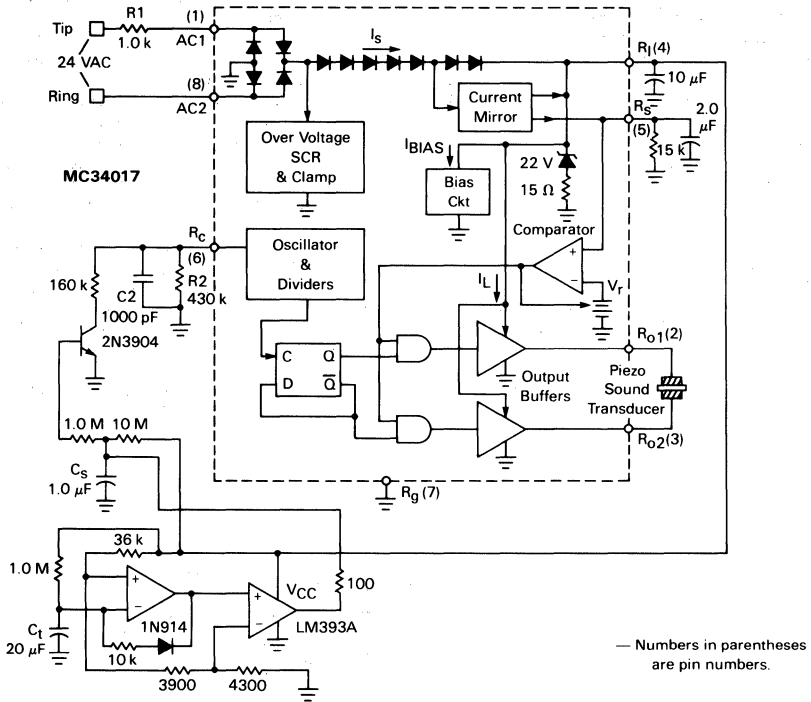 R1
(1)
Tip
1.0 k
AC1
24 VAC
(8)
Ring
AC2
MC34017
IS
RI(4)
10 µF
Current
Mirror
RS
(5)
2.0
µF
15 k
Over Voltage
SCR
& Clamp
IBIAS
Bias
Ckt
22 V
15 Ω
Comparator
+
−
Vr
RC
(6)
Oscillator
&
Dividers
160 k
C2
1000 pF
R2
430 k
2N3904
IL
C
Q
D
Q̅
Output
Buffers
Ro1(2)
Piezo
Sound
Transducer
Ro2(3)
1.0 M
10 M
Cs
1.0 µF
Rg(7)
36 k
1.0 M
+
−
VCC
+
−
100
LM393A
1N914
Ct
20 µF
10k
3900
4300
— Numbers in parentheses
are pin numbers.